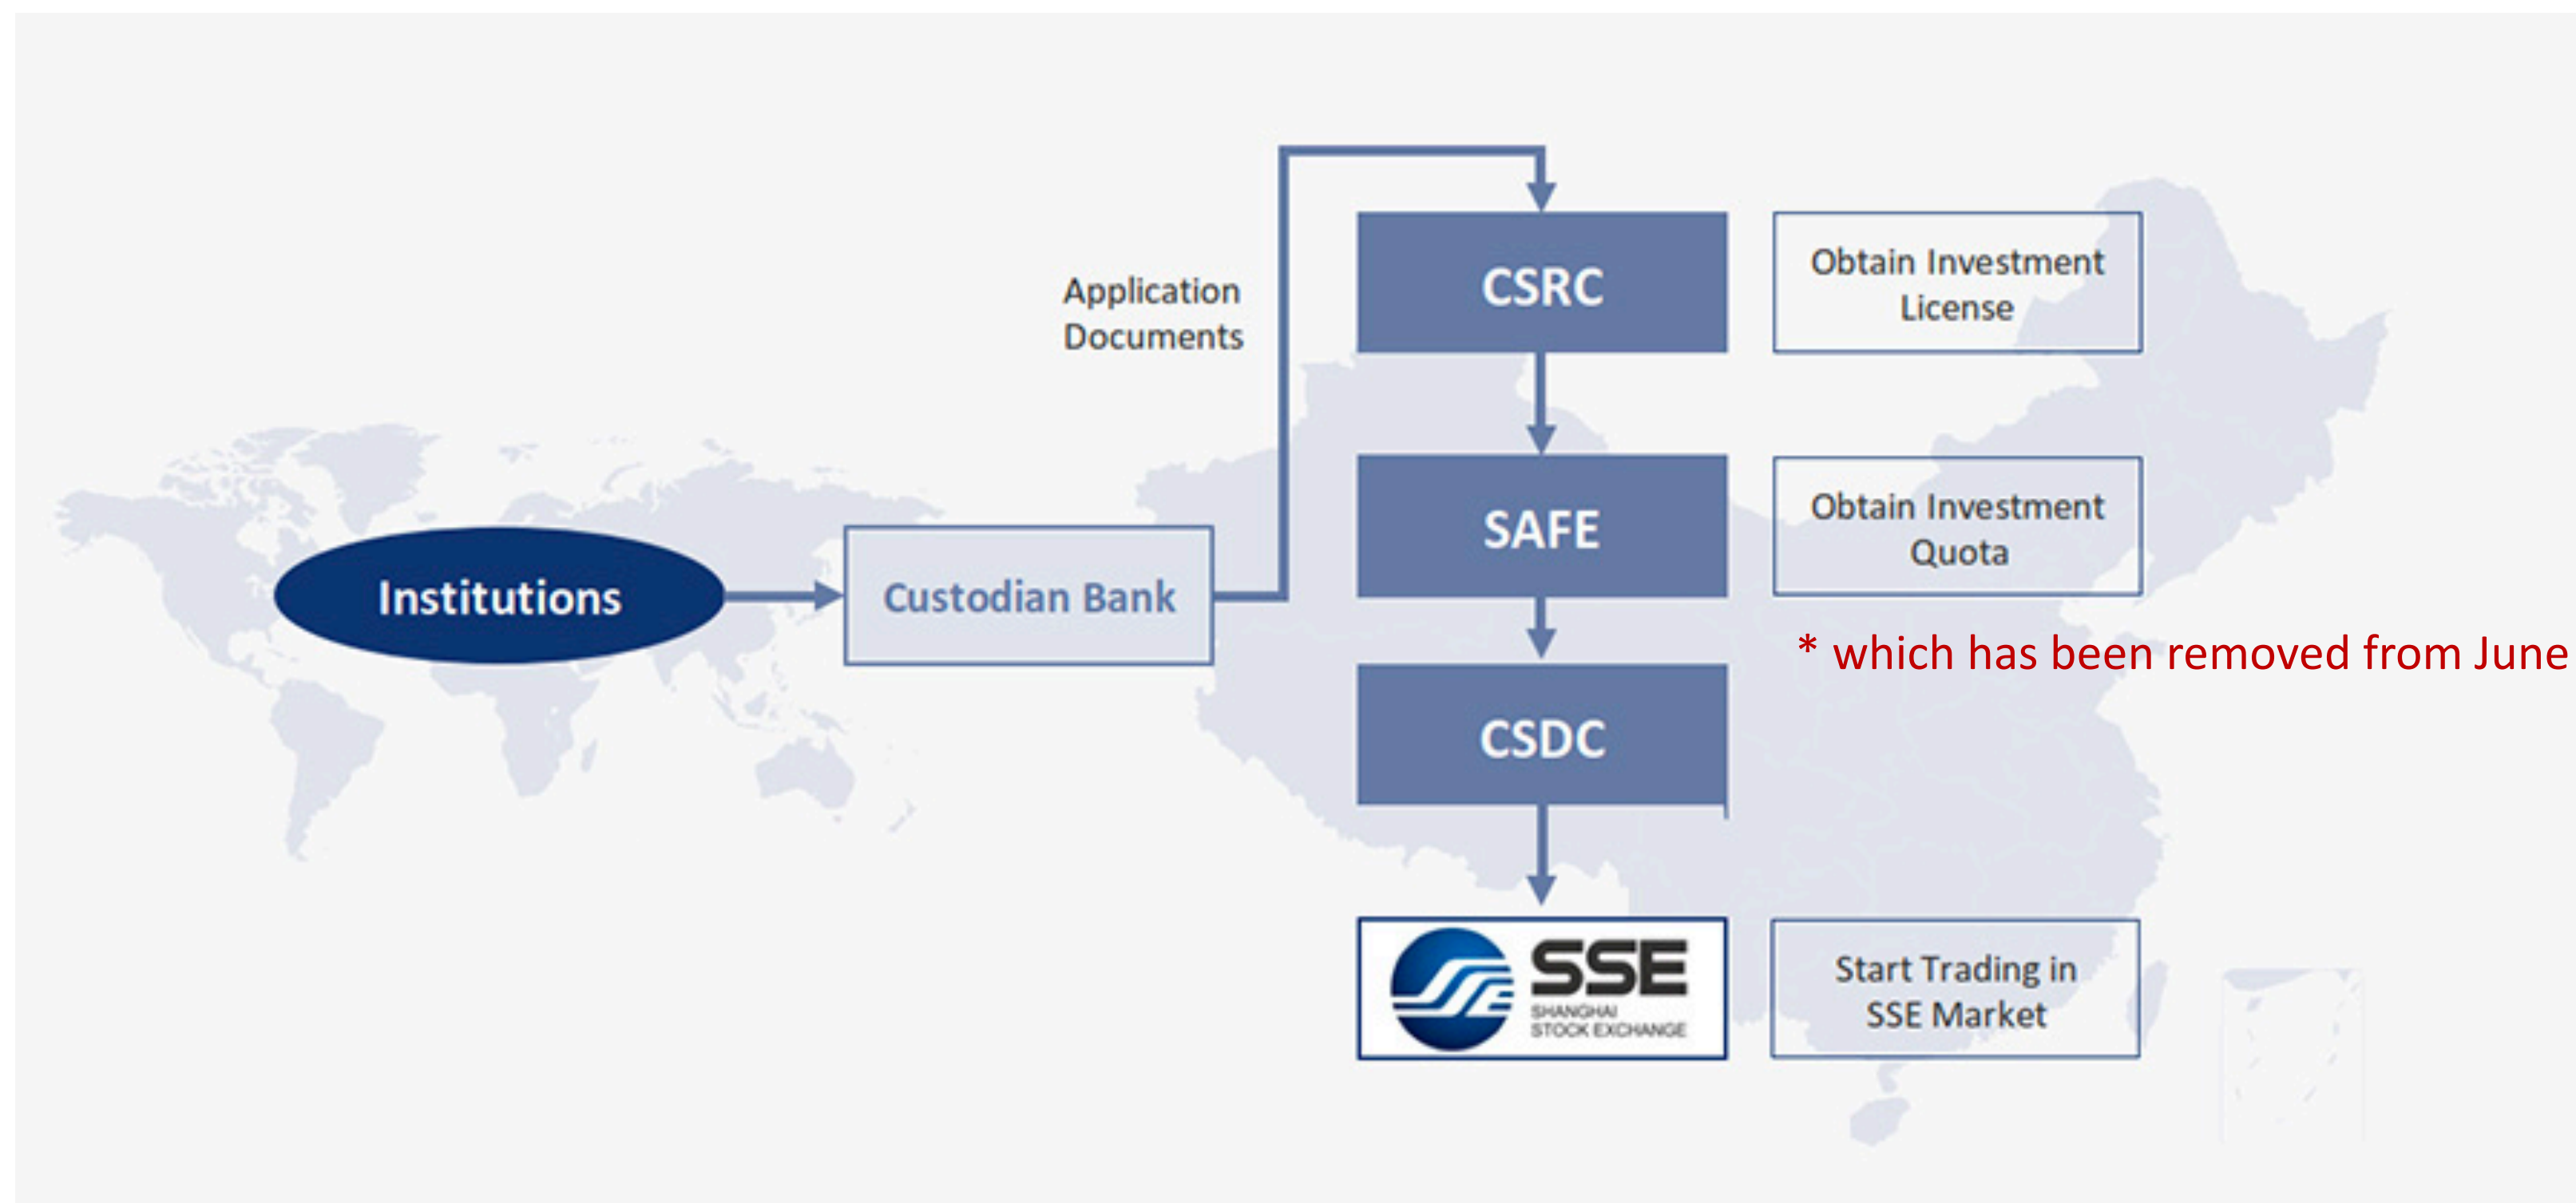 Application
Documents
Institutions
Custodian Bank
CSRC
Obtain Investment
License
SAFE
Obtain Investment
Quota
* which has been removed from June
CSDC
SSE
SHANGHAI
STOCK EXCHANGE
Start Trading in
SSE Market